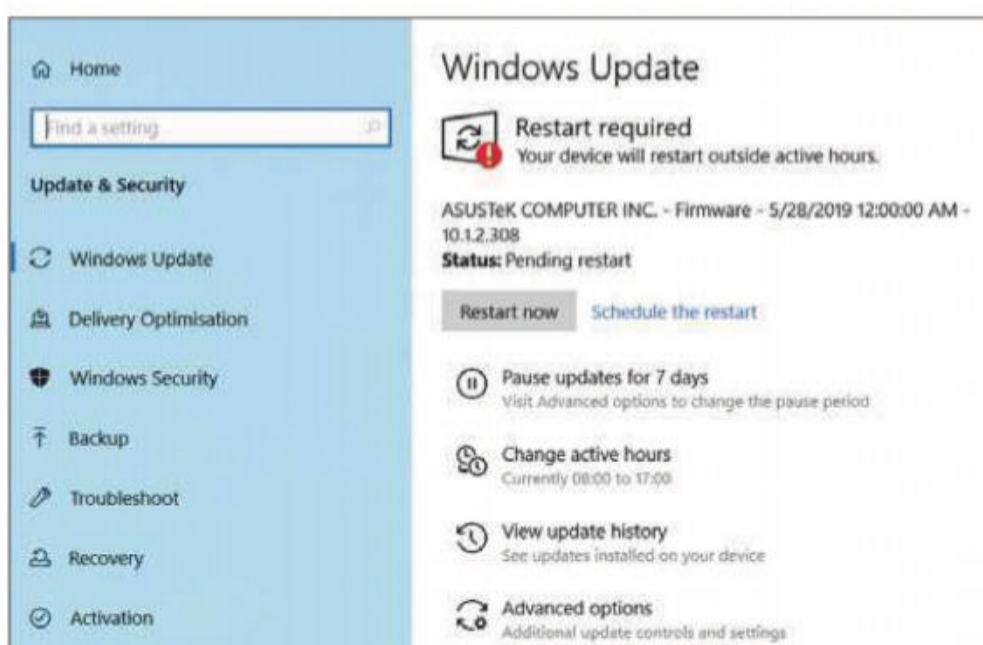 Home
Find a setting
Update & Security
Windows Update
Delivery Optimisation
Windows Security
Backup
Troubleshoot
Recovery
Activation
Windows Update
Restart required
Your device will restart outside active hours.
ASUSTeK COMPUTER INC. - Firmware - 5/28/2019 12:00:00 AM -
10.1.2.308
Status: Pending restart
Restart now Schedule the restart
Pause updates for 7 days
Visit Advanced options to change the pause period
Change active hours
Currently 08:00 to 17:00
View update history
See updates installed on your device
Advanced options
Additional update controls and settings